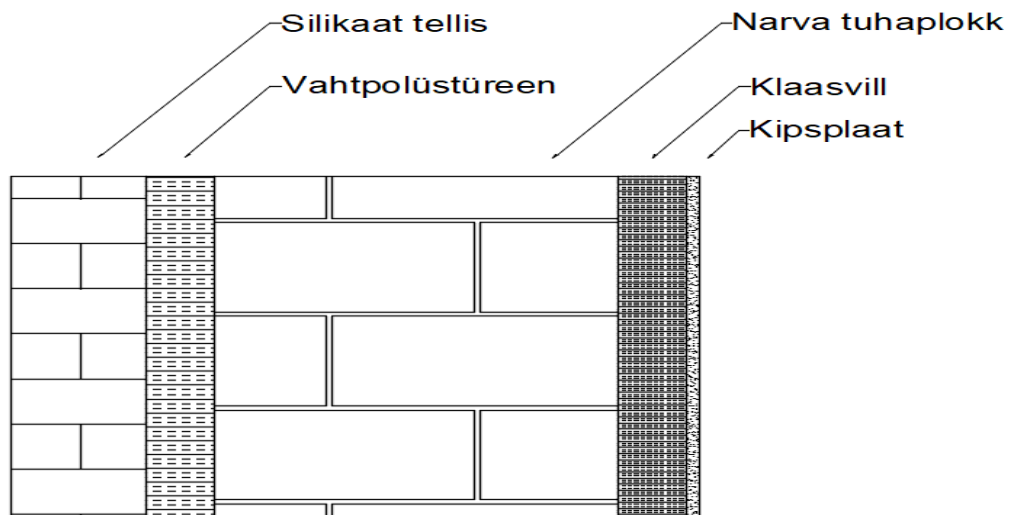 Silikaat tellis
Narva tuhaplokk
Vahtpolüstüreen
Klaasvill
Kipsplaat